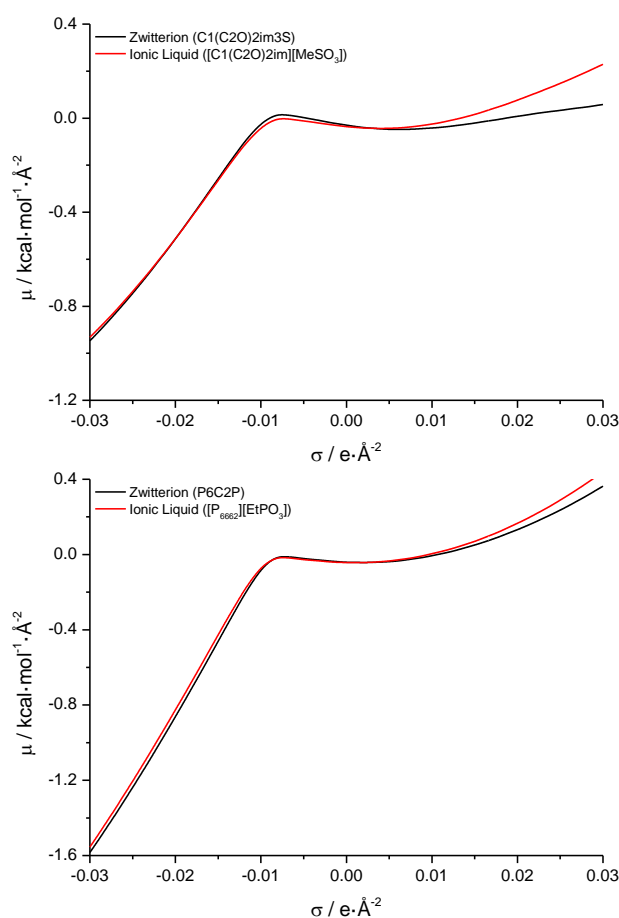 Zwitterion (C1(C2O)2im3S)
Ionic Liquid ([C1(C2O)2im][MeSO₃])
0.4
0.0
-0.4
-0.8
-1.2
μ / kcal·mol⁻¹·Å⁻²
-0.03 -0.02 -0.01 0.00 0.01 0.02 0.03
σ / e·Å⁻²
Zwitterion (P6C2P)
Ionic Liquid ([P₆₆₆₂][EtPO₃])
0.4
0.0
-0.4
-0.8
-1.2
-1.6
μ / kcal·mol⁻¹·Å⁻²
-0.03 -0.02 -0.01 0.00 0.01 0.02 0.03
σ / e·Å⁻²